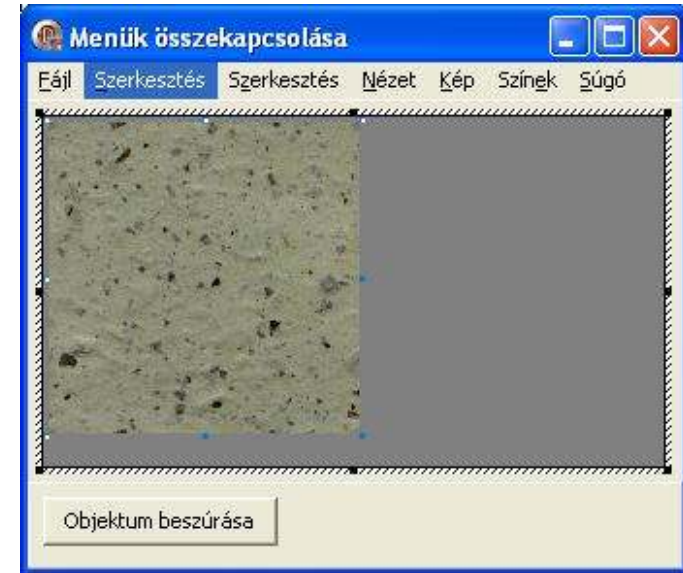 Menük összekapcsolása
Fájl Szerkesztés Szerkesztés Nézet Kép Színek Súgó
Objektum beszúrása